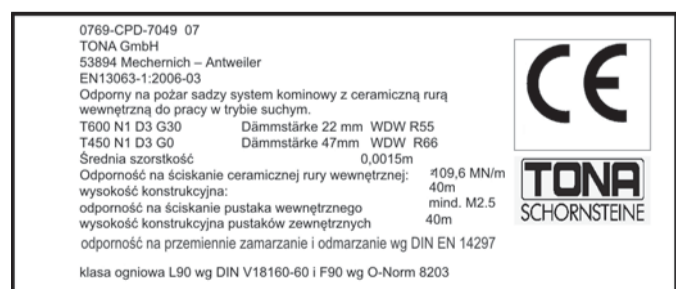 0769-CPD-7049 07
TONA GmbH
53894 Mechernich – Antweiler
EN13063-1:2006-03
Odporny na pożar sadzy system kominowy z ceramiczną rurą
wewnętrzną do pracy w trybie suchym.
T600 N1 D3 G30 Dämmstärke 22 mm WDW R55
T450 N1 D3 G0 Dämmstärke 47mm WDW R66
Średnia szorstkość 0,0015m
Odporność na ściskanie ceramicznej rury wewnętrznej: ≥109,6 MN/m
wysokość konstrukcyjna: 40m
odporność na ściskanie pustaka wewnętrznego mind. M2.5
wysokość konstrukcyjna pustaków zewnętrznych 40m
odporność na przemiennie zamarzanie i odmarzanie wg DIN EN 14297
klasa ogniowa L90 wg DIN V18160-60 i F90 wg O-Norm 8203
CE
TONA
SCHORNSTEINE